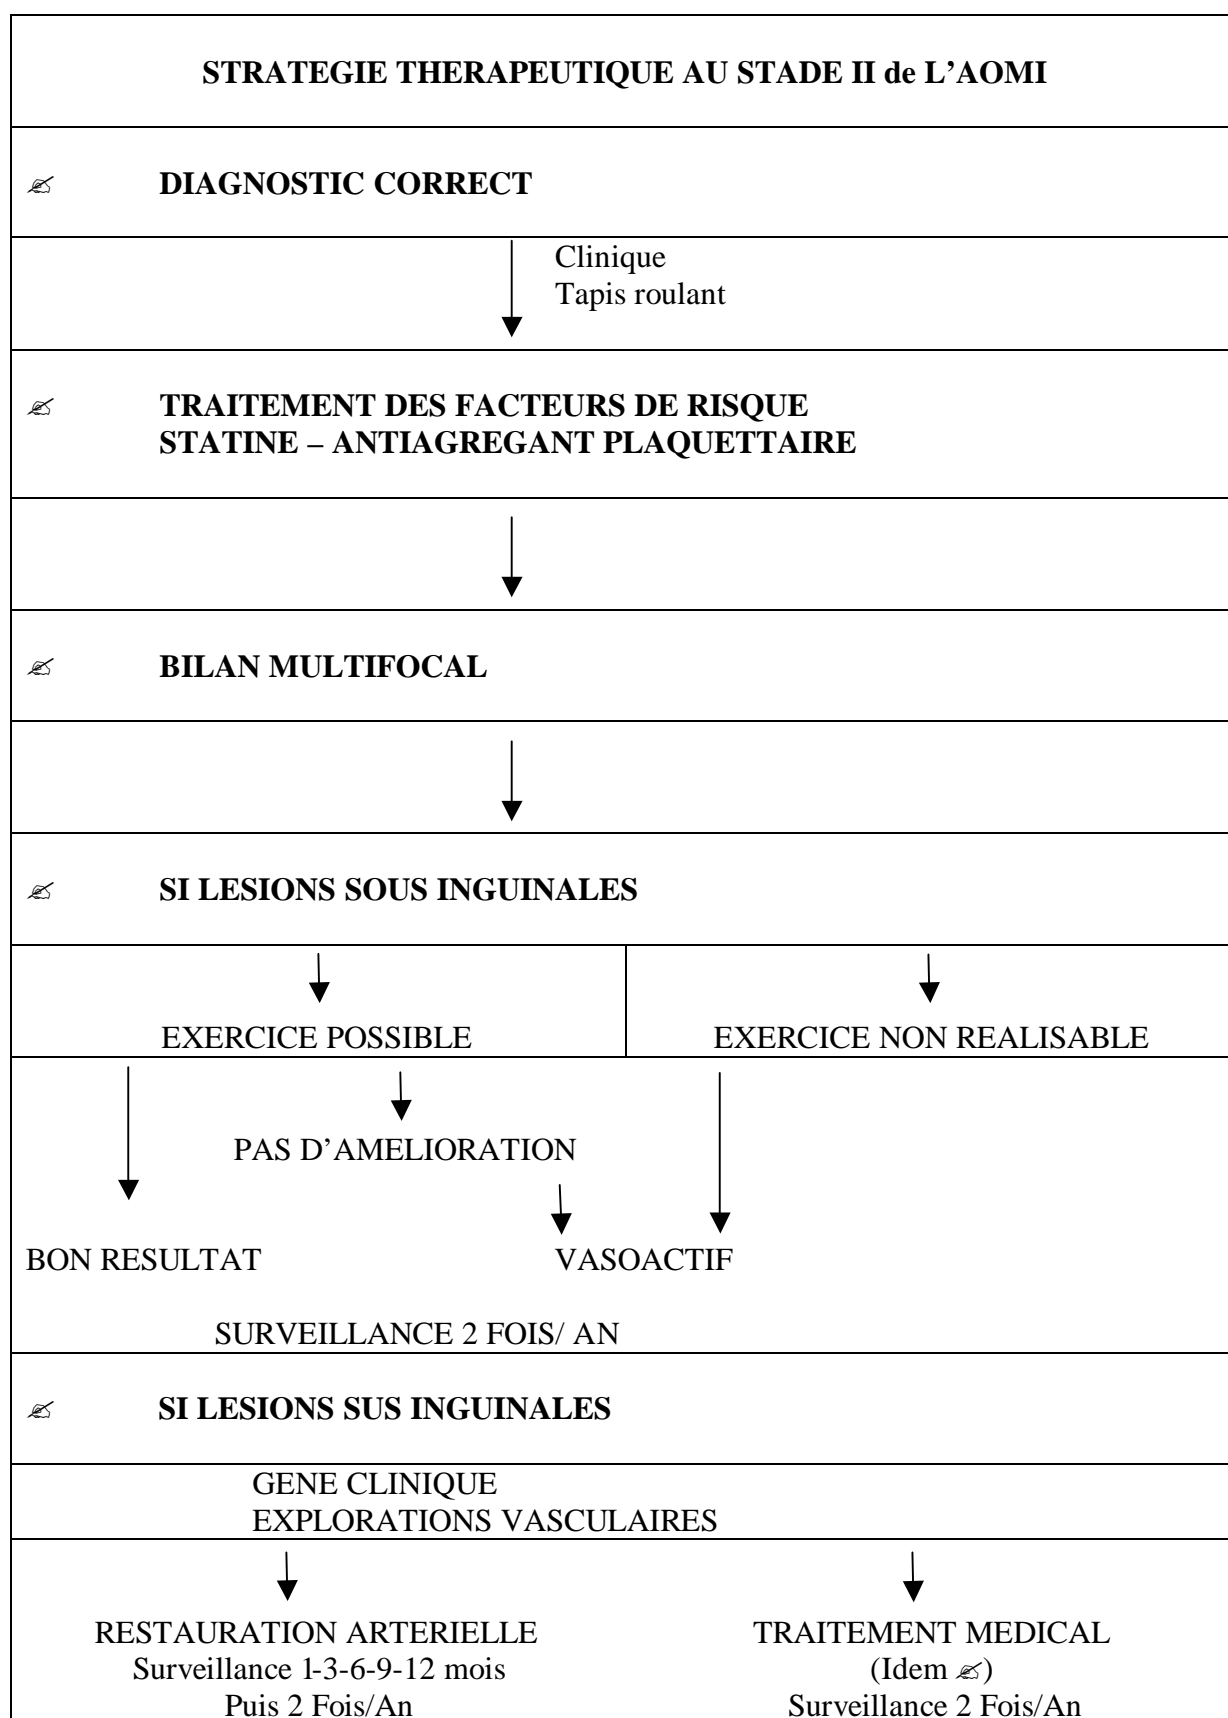 STRATEGIE THERAPEUTIQUE AU STADE II de L’AOMI
✍ DIAGNOSTIC CORRECT
Clinique
Tapis roulant
✍ TRAITEMENT DES FACTEURS DE RISQUE
STATINE – ANTIAGREGANT PLAQUETTAIRE
✍ BILAN MULTIFOCAL
✍ SI LESIONS SOUS INGUINALES
EXERCICE POSSIBLE EXERCICE NON REALISABLE
PAS D’AMELIORATION
BON RESULTAT VASOACTIF
SURVEILLANCE 2 FOIS/ AN
✍ SI LESIONS SUS INGUINALES
GENE CLINIQUE
EXPLORATIONS VASCULAIRES
RESTAURATION ARTERIELLE TRAITEMENT MEDICAL
Surveillance 1-3-6-9-12 mois (Idem ✍)
Puis 2 Fois/An Surveillance 2 Fois/An